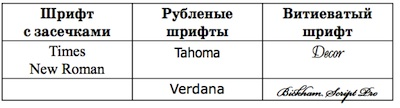 Шрифт с засечками
Рубленые шрифты
Витиеватый шрифт
Times New Roman
Tahoma
Decor
Verdana
Bickham Script Pro